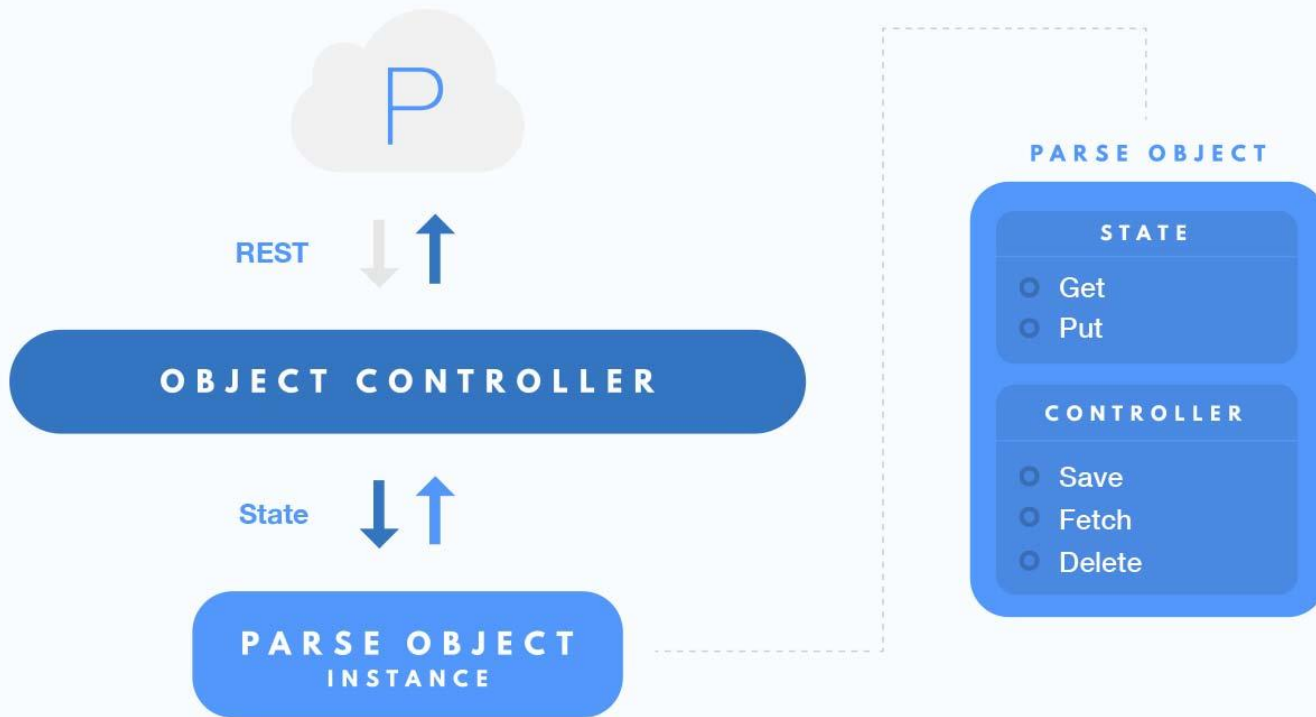 P
REST
OBJECT CONTROLLER
State
PARSE OBJECT
INSTANCE
PARSE OBJECT
STATE
Get
Put
CONTROLLER
Save
Fetch
Delete